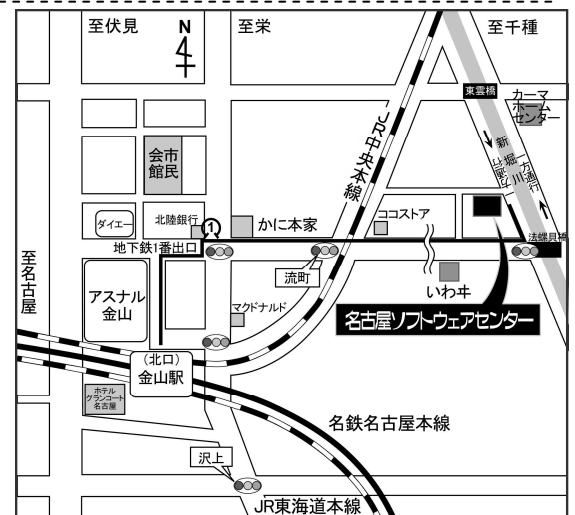 至伏見
N
至栄
至千種
東雲橋
カーマ
ホーム
センター
JR中央本線
新堀川
一方通行
一方通行
市民
会館
ダイエー
北陸銀行
①
かに本家
ココストア
地下鉄1番出口
法螺貝橋
流町
いわヰ
至名古屋
アスナル
金山
マクドナルド
名古屋ソフトウェアセンター
(北口)
金山駅
ホテル
グランコート
名古屋
名鉄名古屋本線
沢上
JR東海道本線